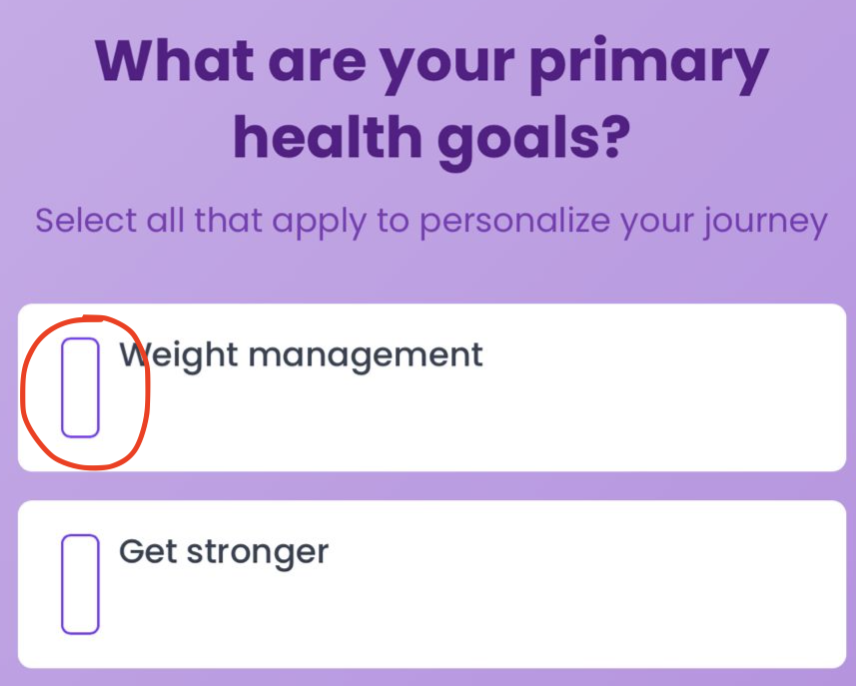 What are your primary
health goals?
Select all that apply to personalize your journey
Weight management
Get stronger